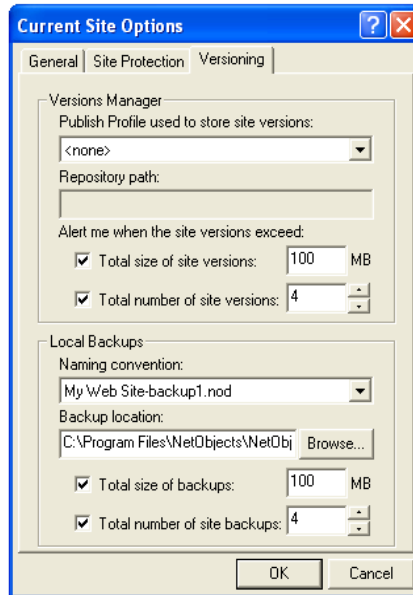 Current Site Options
General Site Protection Versioning
Versions Manager
Publish Profile used to store site versions:
<none>
Repository path:
Alert me when the site versions exceed:
Total size of site versions: 100 MB
Total number of site versions: 4
Local Backups
Naming convention:
My Web Site-backup1.nod
Backup location:
C:\Program Files\NetObjects\NetObj Browse...
Total size of backups: 100 MB
Total number of site backups: 4
OK Cancel